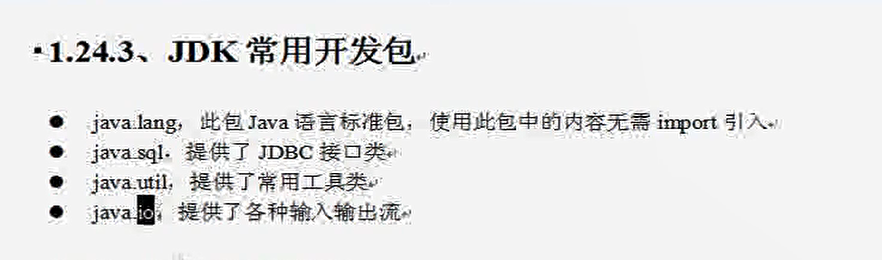 1.24.3、JDK 常用开发包
● java.lang，此包 Java 语言标准包，使用此包中的内容无需 import 引入
● java.sql，提供了 JDBC 接口类
● java.util，提供了常用工具类
● java.io，提供了各种输入输出流